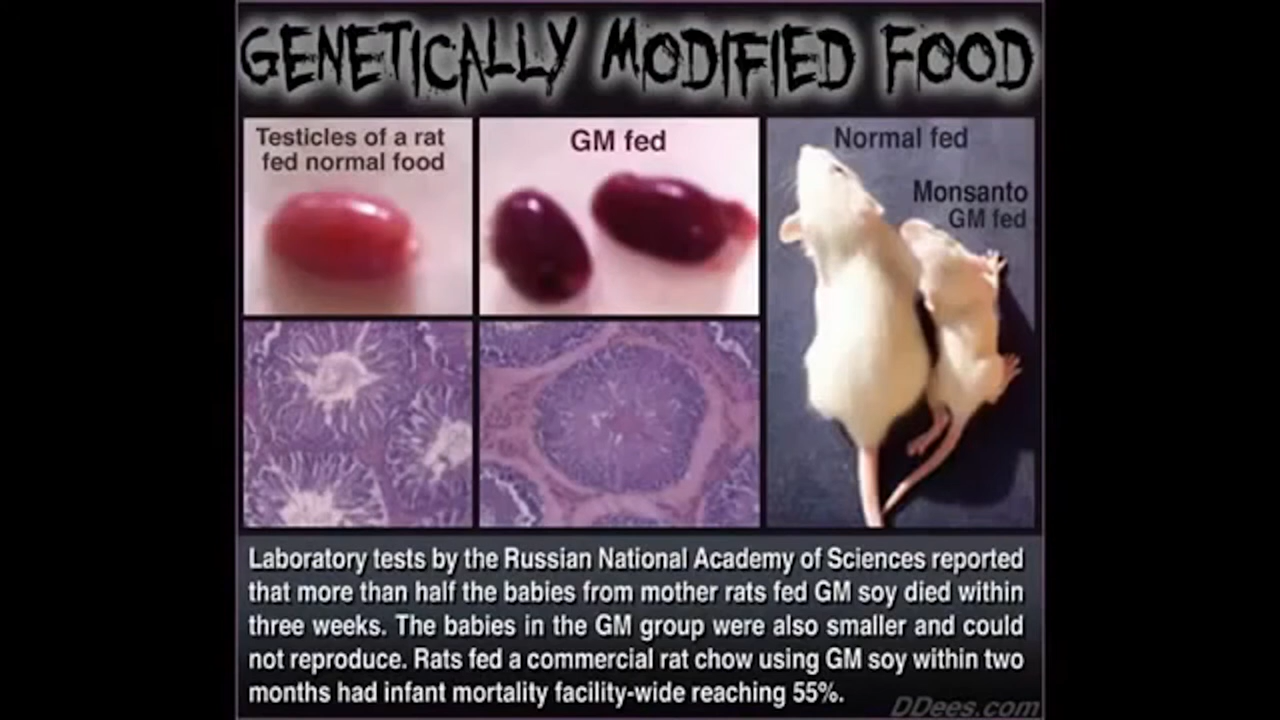 GENETICALLY MODIFIED FOOD
Testicles of a rat
fed normal food
GM fed
Normal fed
Monsanto
GM fed
Laboratory tests by the Russian National Academy of Sciences reported
that more than half the babies from mother rats fed GM soy died within
three weeks. The babies in the GM group were also smaller and could
not reproduce. Rats fed a commercial rat chow using GM soy within two
months had infant mortality facility-wide reaching 55%.
DDees.com